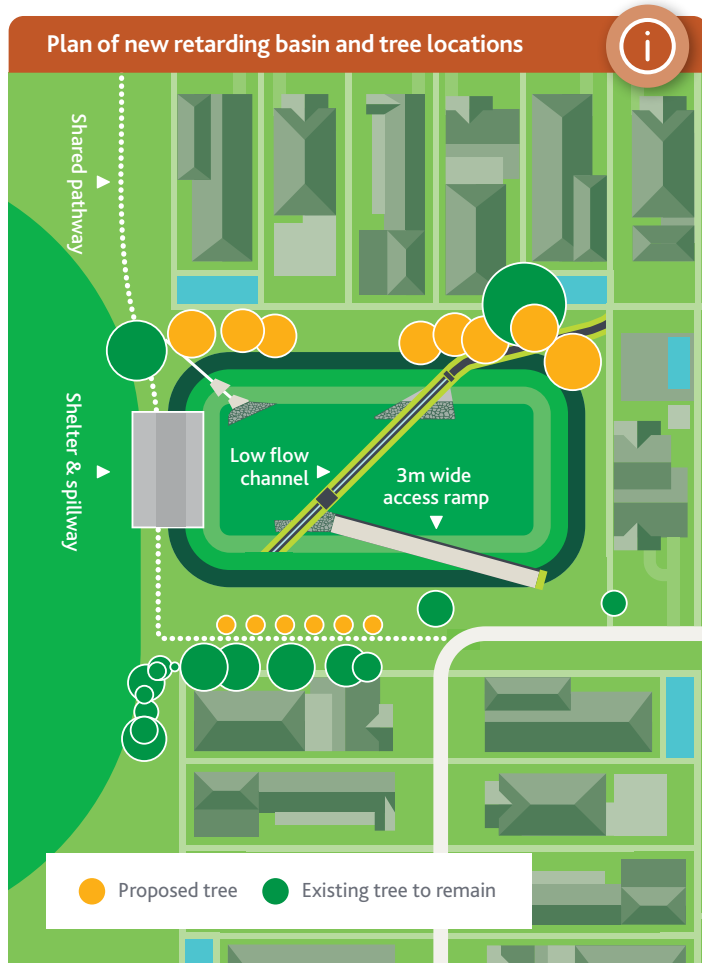 Plan of new retarding basin and tree locations
i
Shared pathway
Shelter & spillway
Low flow
channel
3m wide
access ramp
Proposed tree
Existing tree to remain